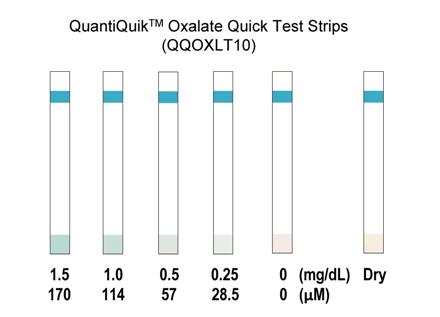 QuantiQuik™ Oxalate Quick Test Strips
(QQOXLT10)
1.5 1.0 0.5 0.25 0 (mg/dL) Dry
170 114 57 28.5 0 (µM)